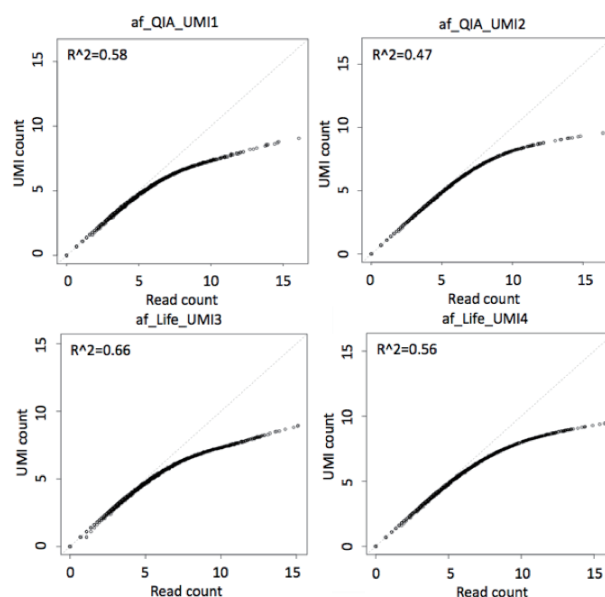 af_QIA_UMI1
R^2=0.58
UMI count
15
10
5
0
0 5 10 15
Read count
af_QIA_UMI2
R^2=0.47
UMI count
15
10
5
0
0 5 10 15
Read count
af_Life_UMI3
R^2=0.66
UMI count
15
10
5
0
0 5 10 15
Read count
af_Life_UMI4
R^2=0.56
UMI count
15
10
5
0
0 5 10 15
Read count